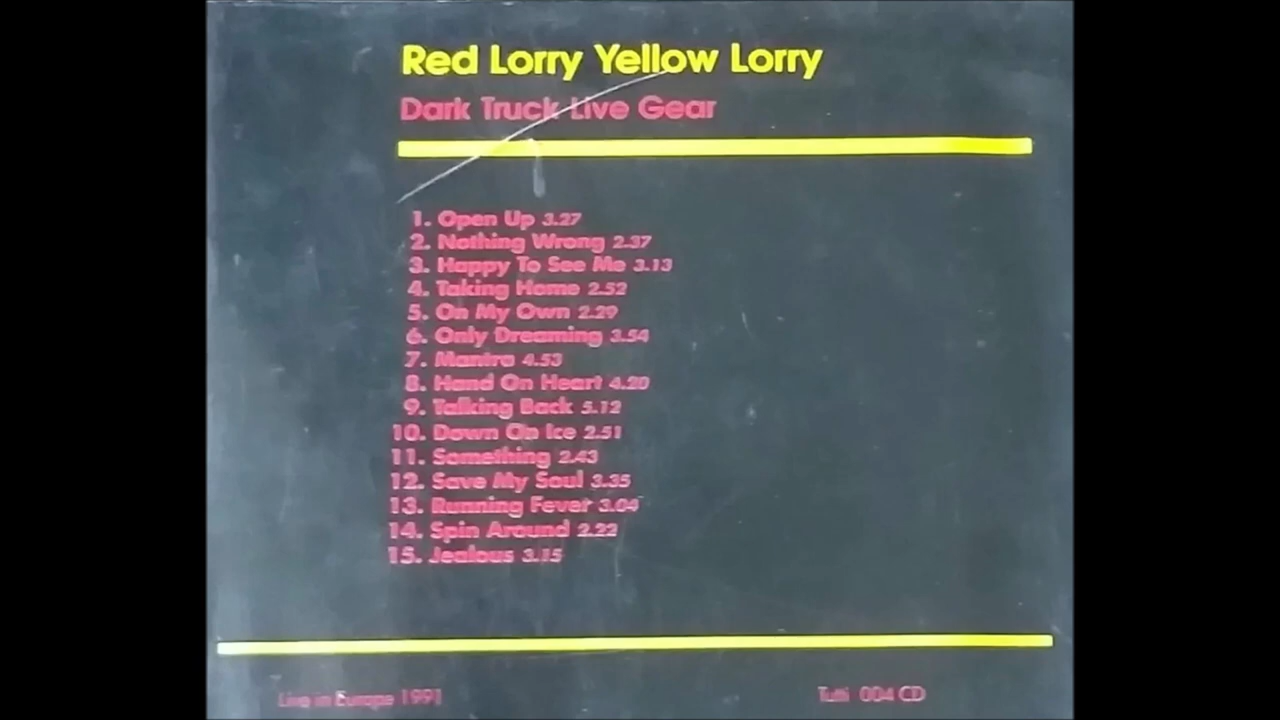 Red Lorry Yellow Lorry
Dark Truck Live Gear
1. Open Up 3.27
2. Nothing Wrong 2.37
3. Happy To See Me 3.13
4. Taking Home 2.52
5. On My Own 2.29
6. Only Dreaming 3.54
7. Mantra 4.53
8. Hand On Heart 4.20
9. Talking Back 5.12
10. Down On Ice 2.51
11. Something 2.43
12. Save My Soul 3.35
13. Running Fever 3.04
14. Spin Around 2.22
15. Jealous 3.15
Live in Europe 1991
Tutti 004 CD